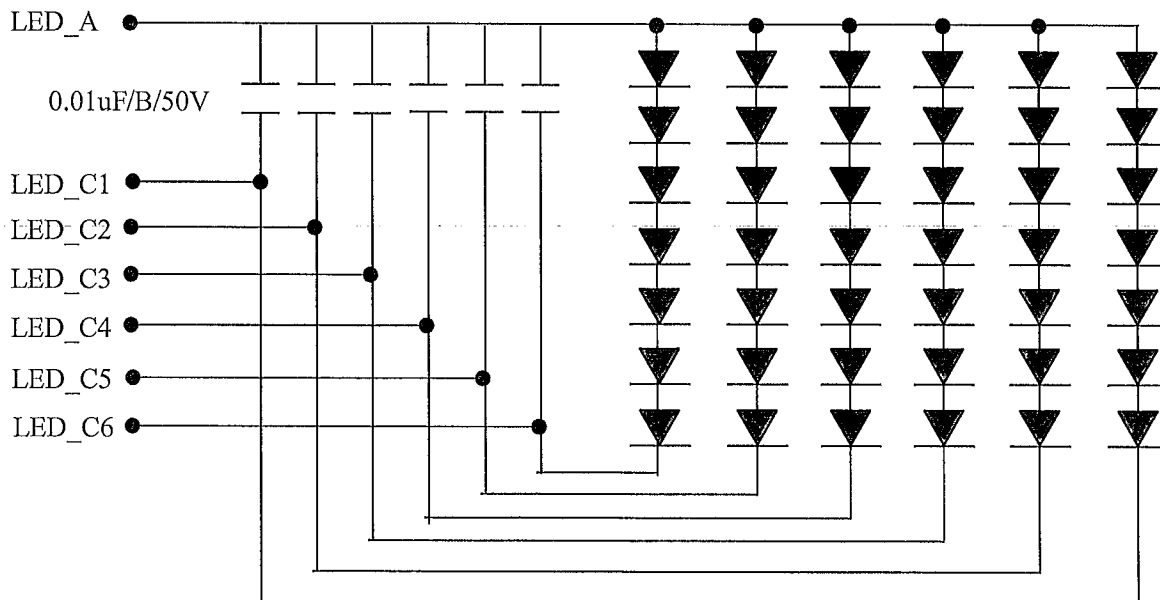 LED_A
0.01uF/B/50V
LED_C1
LED_C2
LED_C3
LED_C4
LED_C5
LED_C6